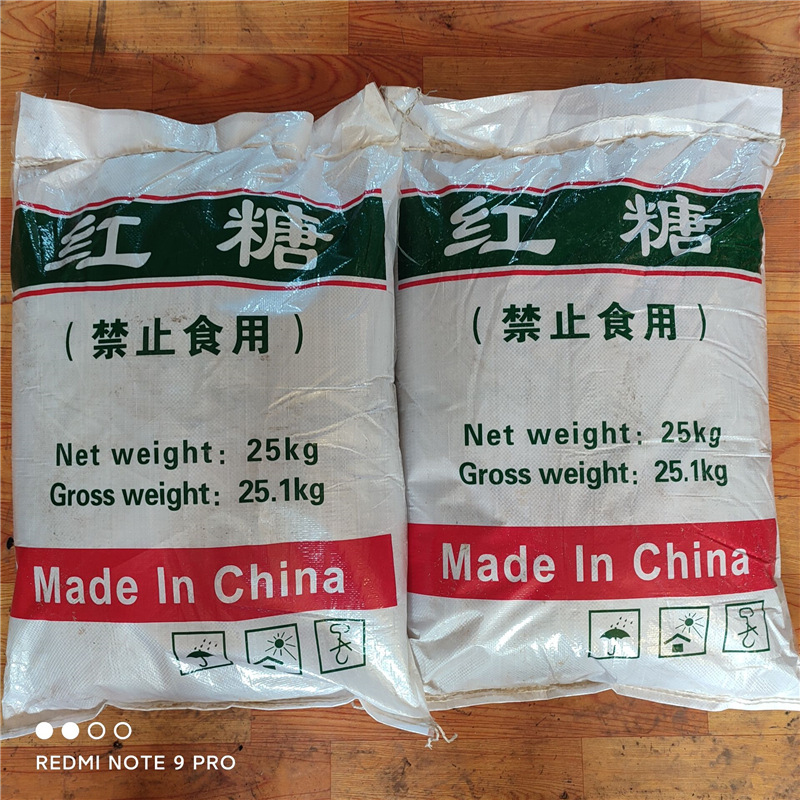 红糖
(禁止食用)
Net weight: 25kg
Gross weight: 25.1kg
Made In China
红糖
(禁止食用)
Net weight: 25kg
Gross weight: 25.1kg
Made In China
REDMI NOTE 9 PRO